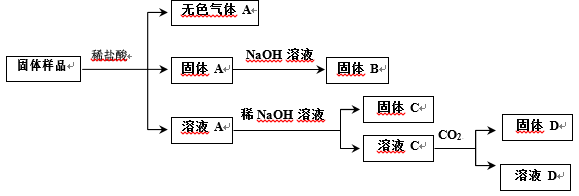 无色气体 A
固体样品
稀盐酸
固体 A
NaOH 溶液
固体 B
溶液 A
稀 NaOH 溶液
固体 C
溶液 C
CO₂
固体 D
溶液 D